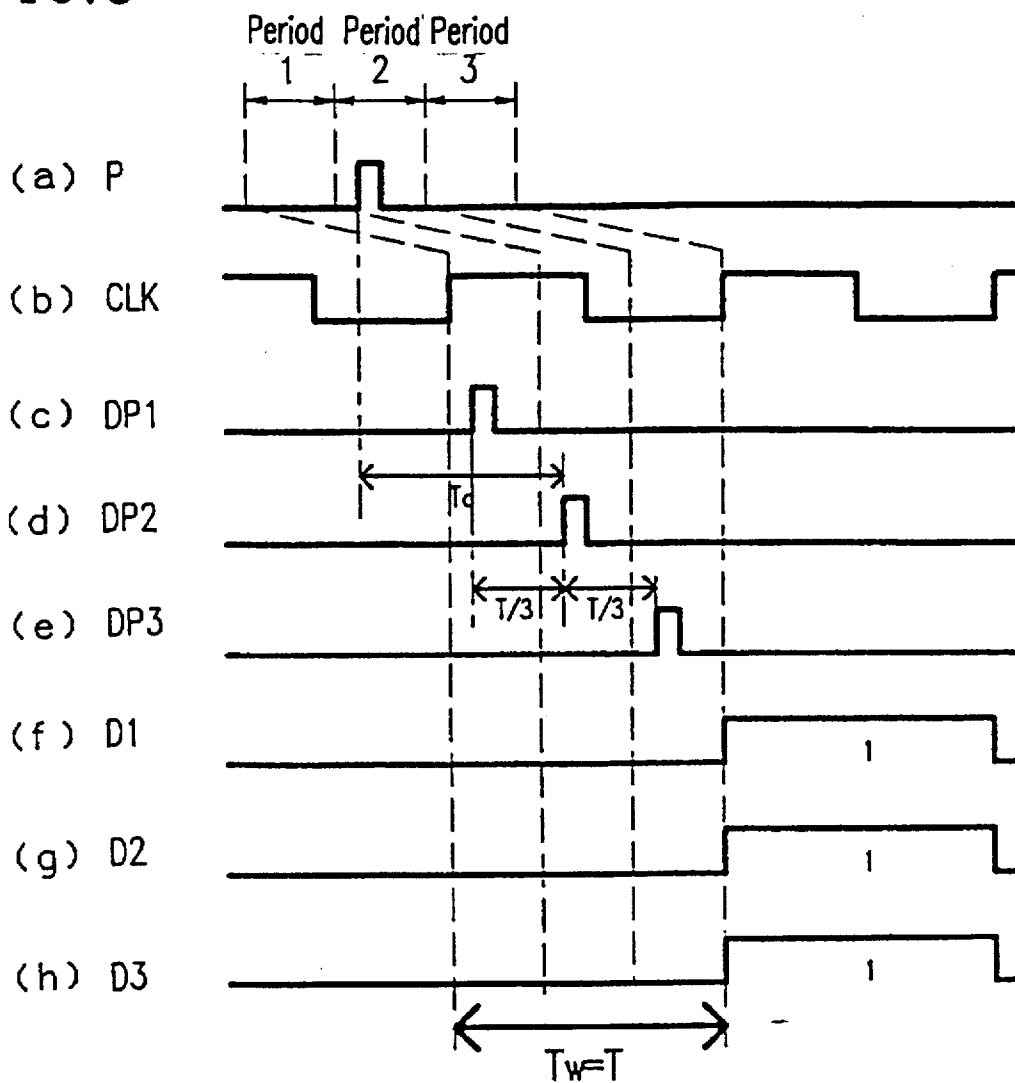 Period Period Period
1 2 3
(a) P
(b) CLK
(c) DP1
(d) DP2
(e) DP3
T/3 T/3
(f) D1
1
(g) D2
1
(h) D3
1
Tw=T